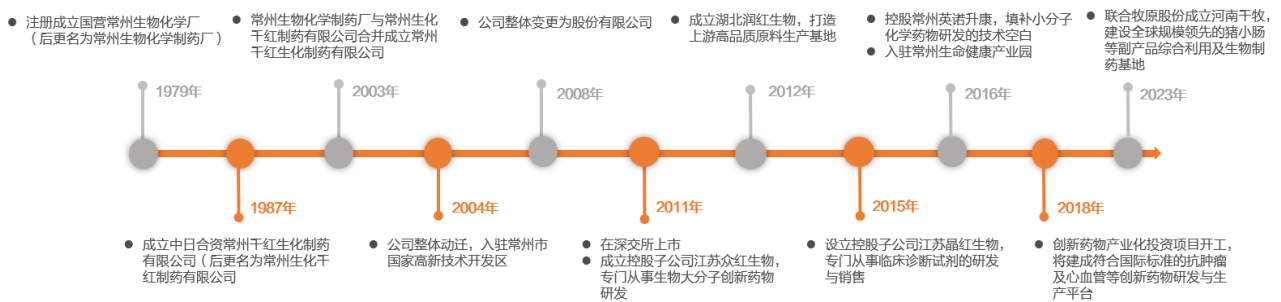 ● 注册成立国营常州生物化学厂
（后更名为常州生物化学制药厂）
1979年
● 常州生物化学制药厂与常州生化
千红制药有限公司合并成立常州
千红生化制药有限公司
2003年
● 公司整体变更为股份有限公司
2008年
● 成立湖北润红生物，打造
上游高品质原料生产基地
2012年
● 控股常州英诺升康，填补小分子
化学药物研发的技术空白
● 入驻常州生命健康产业园
2016年
● 联合牧原股份成立河南千牧，
建设全球规模领先的猪小肠
等副产品综合利用及生物制
药基地
2023年
1987年
● 成立中日合资常州千红生化制药
有限公司（后更名为常州生化千
红制药有限公司
2004年
● 公司整体动迁，入驻常州市
国家高新技术开发区
2011年
● 在深交所上市
● 成立控股子公司江苏众红生物，
专门从事生物大分子创新药物
研发
2015年
● 设立控股子公司江苏晶红生物，
专门从事临床诊断试剂的研发
与销售
2018年
● 创新药物产业化投资项目开工，
将建成符合国际标准的抗肿瘤
及心血管等创新药物研发与生
产平台